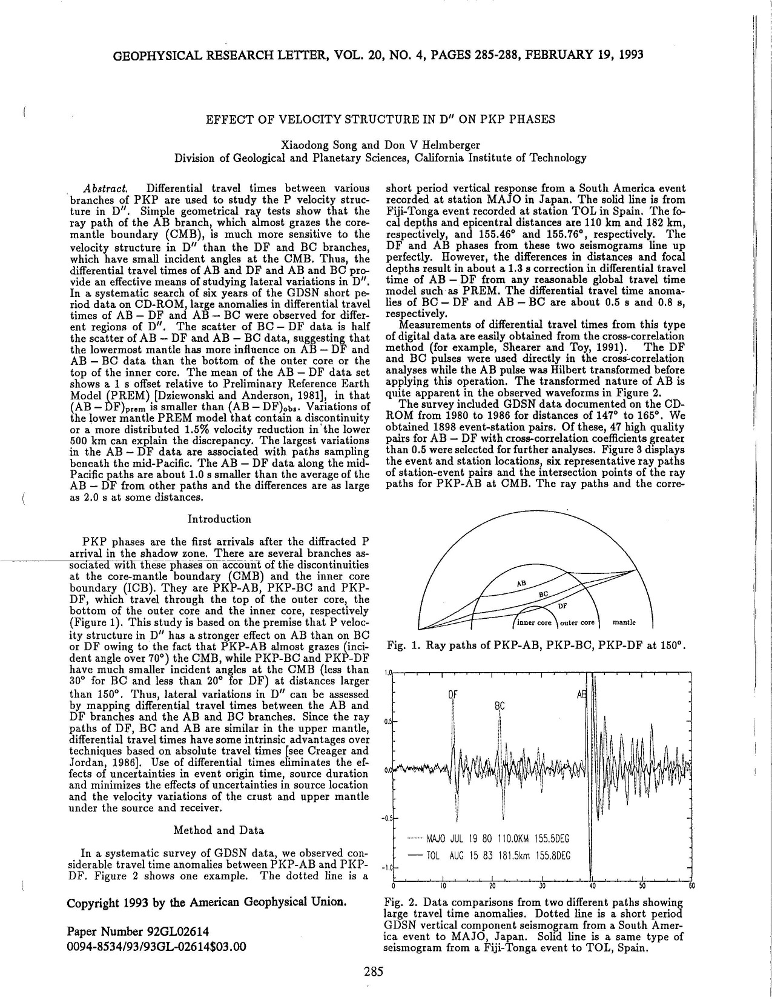 GEOPHYSICAL RESEARCH LETTER, VOL. 20, NO. 4, PAGES 285-288, FEBRUARY 19, 1993
EFFECT OF VELOCITY STRUCTURE IN D″ ON PKP PHASES
Xiaodong Song and Don V Helmberger
Division of Geological and Planetary Sciences, California Institute of Technology
Abstract. Differential travel times between various
branches of PKP are used to study the P velocity struc-
ture in D″. Simple geometrical ray tests show that the
ray path of the AB branch, which almost grazes the core-
mantle boundary (CMB), is much more sensitive to the
velocity structure in D″ than the DF and BC branches,
which have small incident angles at the CMB. Thus, the
differential travel times of AB and DF and AB and BC pro-
vide an effective means of studying lateral variations in D″.
In a systematic search of six years of the GDSN short pe-
riod data on CD-ROM, large anomalies in differential travel
times of AB – DF and AB – BC were observed for differ-
ent regions of D″. The scatter of BC – DF data is half
the scatter of AB – DF and AB – BC data, suggesting that
the lowermost mantle has more influence on AB – DF and
AB – BC data than the bottom of the outer core or the
top of the inner core. The mean of the AB – DF data set
shows a 1 s offset relative to Preliminary Reference Earth
Model (PREM) [Dziewonski and Anderson, 1981], in that
(AB – DF)prem is smaller than (AB – DF)obs. Variations of
the lower mantle PREM model that contain a discontinuity
or a more distributed 1.5% velocity reduction in the lower
500 km can explain the discrepancy. The largest variations
in the AB – DF data are associated with paths sampling
beneath the mid-Pacific. The AB – DF data along the mid-
Pacific paths are about 1.0 s smaller than the average of the
AB – DF from other paths and the differences are as large
as 2.0 s at some distances.
Introduction
PKP phases are the first arrivals after the diffracted P
arrival in the shadow zone. There are several branches as-
sociated with these phases on account of the discontinuities
at the core-mantle boundary (CMB) and the inner core
boundary (ICB). They are PKP-AB, PKP-BC and PKP-
DF, which travel through the top of the outer core, the
bottom of the outer core and the inner core, respectively
(Figure 1). This study is based on the premise that P veloc-
ity structure in D″ has a stronger effect on AB than on BC
or DF owing to the fact that PKP-AB almost grazes (inci-
dent angle over 70°) the CMB, while PKP-BC and PKP-DF
have much smaller incident angles at the CMB (less than
30° for BC and less than 20° for DF) at distances larger
than 150°. Thus, lateral variations in D″ can be assessed
by mapping differential travel times between the AB and
DF branches and the AB and BC branches. Since the ray
paths of DF, BC and AB are similar in the upper mantle,
differential travel times have some intrinsic advantages over
techniques based on absolute travel times [see Creager and
Jordan, 1986]. Use of differential times eliminates the ef-
fects of uncertainties in event origin time, source duration
and minimizes the effects of uncertainties in source location
and the velocity variations of the crust and upper mantle
under the source and receiver.
Method and Data
In a systematic survey of GDSN data, we observed con-
siderable travel time anomalies between PKP-AB and PKP-
DF. Figure 2 shows one example. The dotted line is a
Copyright 1993 by the American Geophysical Union.
Paper Number 92GL02614
0094-8534/93/93GL-02614$03.00
short period vertical response from a South America event
recorded at station MAJO in Japan. The solid line is from
Fiji-Tonga event recorded at station TOL in Spain. The fo-
cal depths and epicentral distances are 110 km and 182 km,
respectively, and 155.46° and 155.76°, respectively. The
DF and AB phases from these two seismograms line up
perfectly. However, the differences in distances and focal
depths result in about a 1.3 s correction in differential travel
time of AB – DF from any reasonable global travel time
model such as PREM. The differential travel time anoma-
lies of BC – DF and AB – BC are about 0.5 s and 0.8 s,
respectively.
Measurements of differential travel times from this type
of digital data are easily obtained from the cross-correlation
method (for example, Shearer and Toy, 1991). The DF
and BC pulses were used directly in the cross-correlation
analyses while the AB pulse was Hilbert transformed before
applying this operation. The transformed nature of AB is
quite apparent in the observed waveforms in Figure 2.
The survey included GDSN data documented on the CD-
ROM from 1980 to 1986 for distances of 147° to 165°. We
obtained 1898 event-station pairs. Of these, 47 high quality
pairs for AB – DF with cross-correlation coefficients greater
than 0.5 were selected for further analyses. Figure 3 displays
the event and station locations, six representative ray paths
of station-event pairs and the intersection points of the ray
paths for PKP-AB at CMB. The ray paths and the corre-
AB
BC
DF
inner core outer core mantle
Fig. 1. Ray paths of PKP-AB, PKP-BC, PKP-DF at 150°.
1.0
DF
BC
AB
0.5
0.0
-0.5
MAJO JUL 19 80 110.0KM 155.5DEG
TOL AUG 15 83 181.5km 155.8DEG
-1.0
0 10 20 30 40 50 60
Fig. 2. Data comparisons from two different paths showing
large travel time anomalies. Dotted line is a short period
GDSN vertical component seismogram from a South Amer-
ica event to MAJO, Japan. Solid line is a same type of
seismogram from a Fiji-Tonga event to TOL, Spain.
285